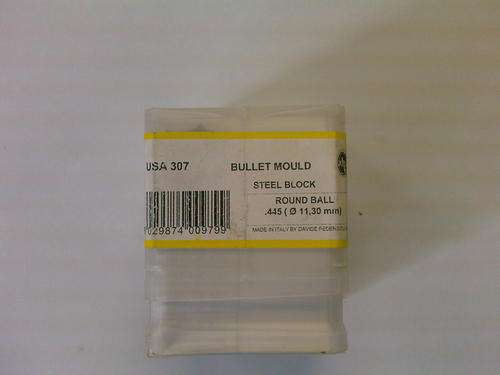 USA 307
BULLET MOULD
STEEL BLOCK
ROUND BALL
.445 ( Ø 11,30 mm)
029874 009799
MADE IN ITALY BY DAVIDE PEDERSOLI